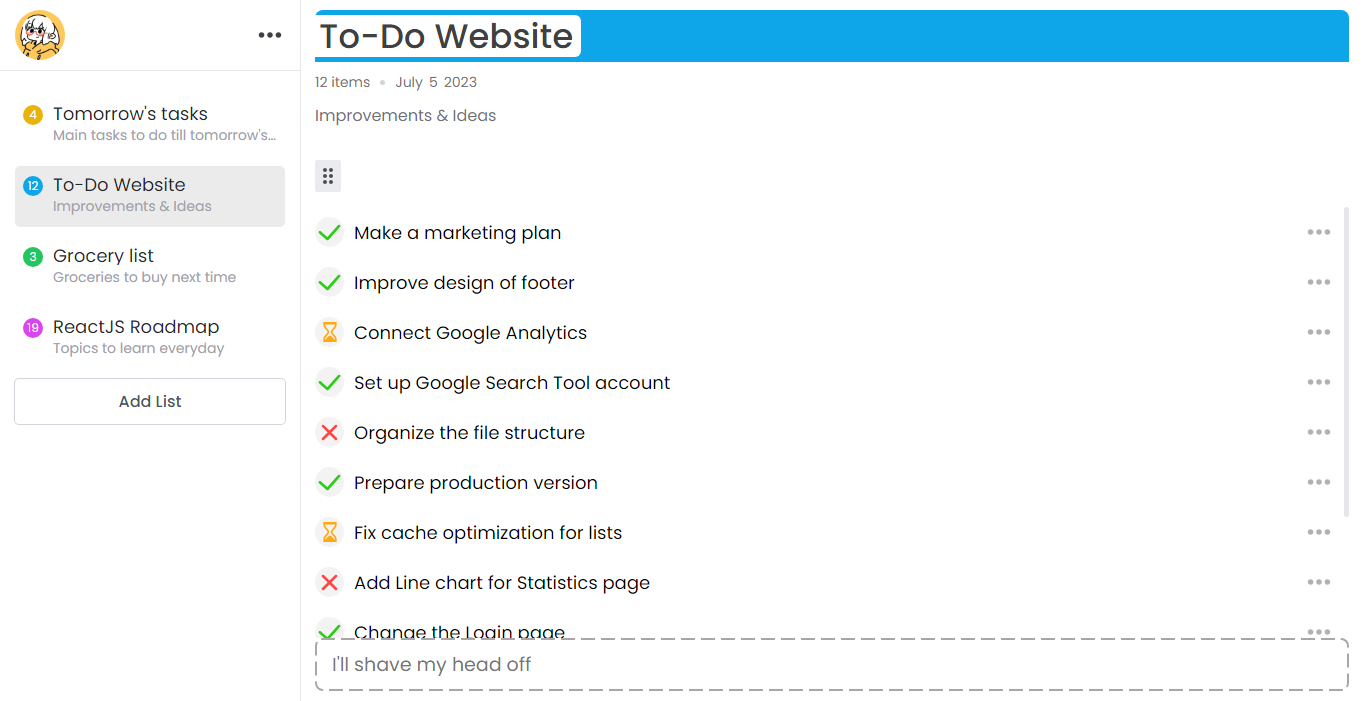 4 Tomorrow's tasks
Main tasks to do till tomorrow's...
12 To-Do Website
Improvements & Ideas
3 Grocery list
Groceries to buy next time
19 ReactJS Roadmap
Topics to learn everyday
Add List
To-Do Website
12 items • July 5 2023
Improvements & Ideas
Make a marketing plan
Improve design of footer
Connect Google Analytics
Set up Google Search Tool account
Organize the file structure
Prepare production version
Fix cache optimization for lists
Add Line chart for Statistics page
Change the Login page
I'll shave my head off